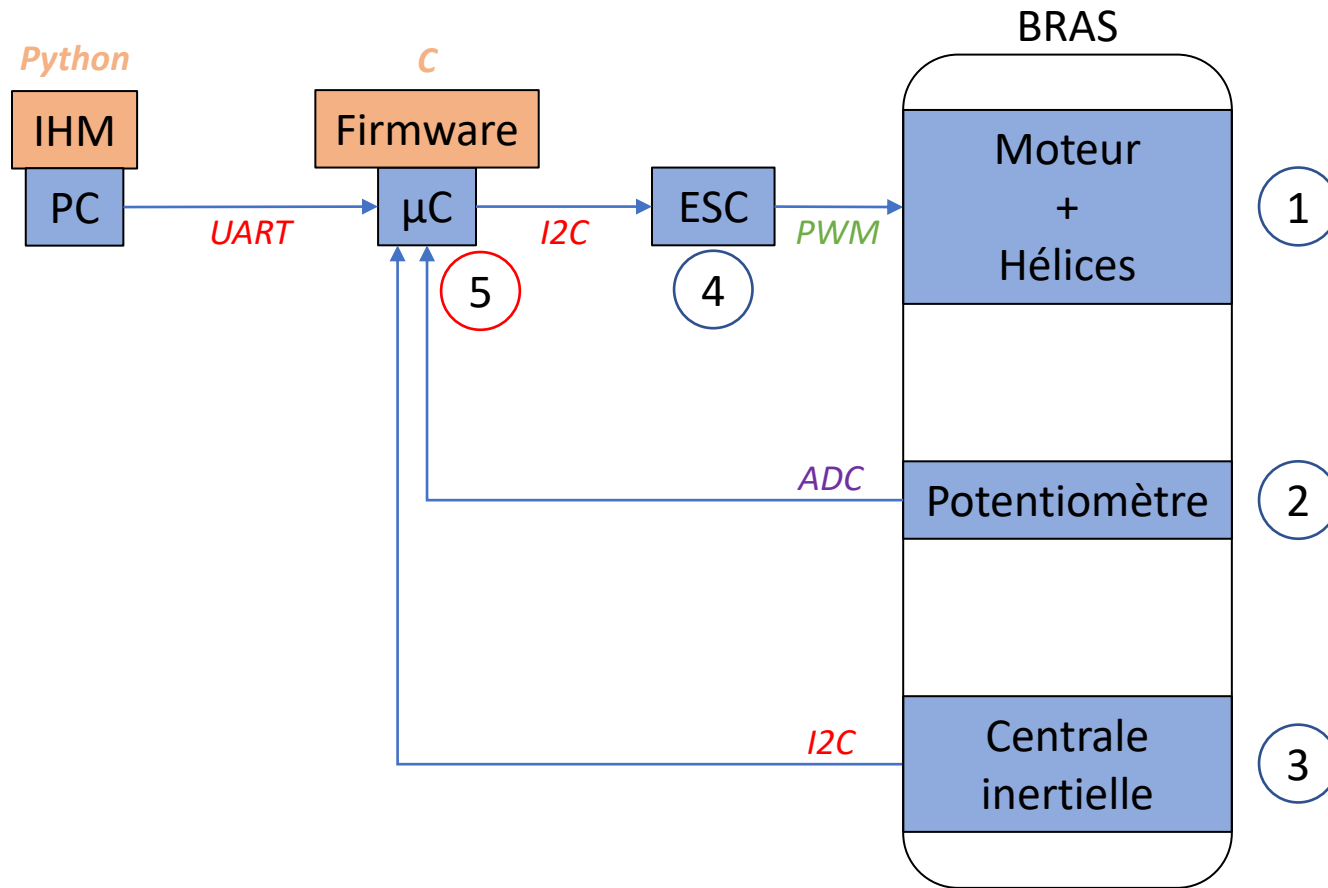 BRAS
Python
C
IHM
Firmware
Moteur
+
Hélices
PC
µC
ESC
1
UART
I2C
PWM
5
4
ADC
Potentiomètre
2
I2C
Centrale
inertielle
3